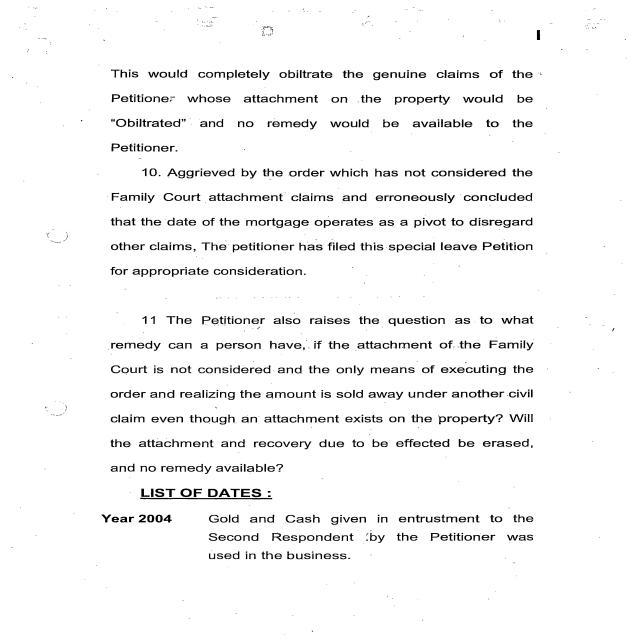 I
This would completely obiltrate the genuine claims of the
Petitioner whose attachment on the property would be
"Obiltrated" and no remedy would be available to the
Petitioner.
10. Aggrieved by the order which has not considered the
Family Court attachment claims and erroneously concluded
that the date of the mortgage operates as a pivot to disregard
other claims, The petitioner has filed this special leave Petition
for appropriate consideration.
11 The Petitioner also raises the question as to what
remedy can a person have, if the attachment of the Family
Court is not considered and the only means of executing the
order and realizing the amount is sold away under another civil
claim even though an attachment exists on the property? Will
the attachment and recovery due to be effected be erased,
and no remedy available?
LIST OF DATES :
Year 2004 Gold and Cash given in entrustment to the
Second Respondent by the Petitioner was
used in the business.